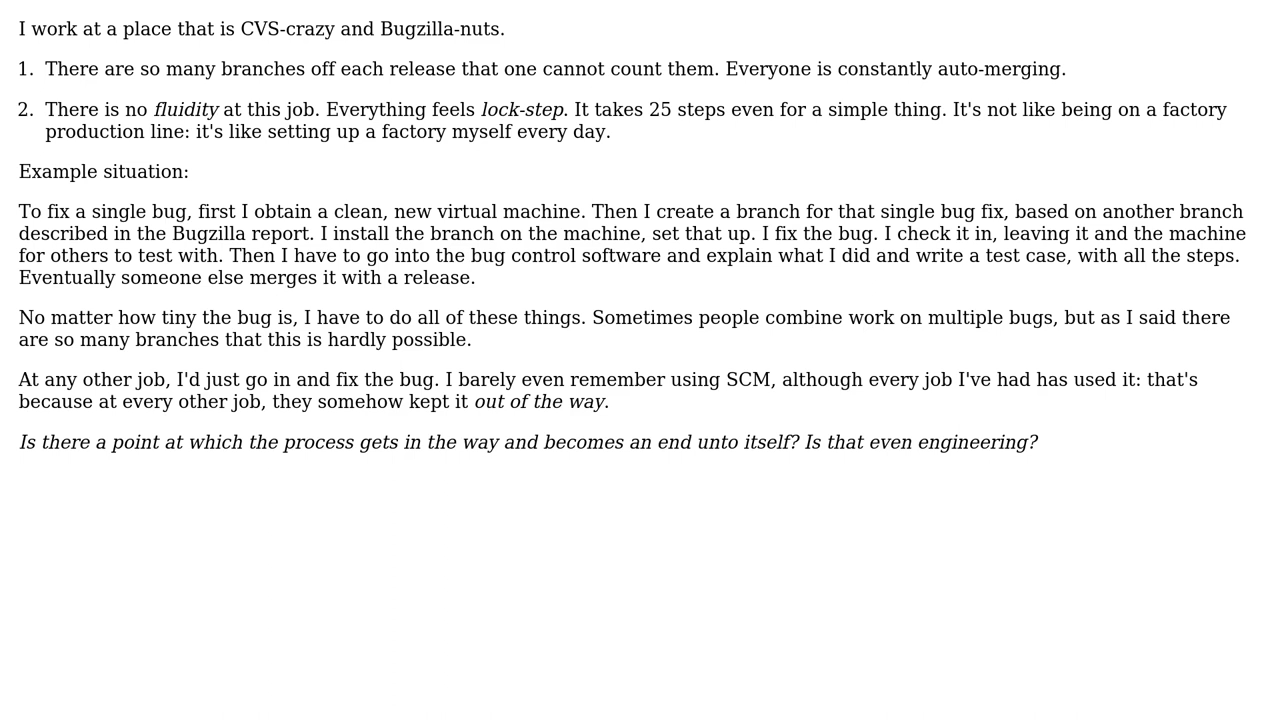 I work at a place that is CVS-crazy and Bugzilla-nuts.
1. There are so many branches off each release that one cannot count them. Everyone is constantly auto-merging.
2. There is no fluidity at this job. Everything feels lock-step. It takes 25 steps even for a simple thing. It's not like being on a factory
production line: it's like setting up a factory myself every day.
Example situation:
To fix a single bug, first I obtain a clean, new virtual machine. Then I create a branch for that single bug fix, based on another branch
described in the Bugzilla report. I install the branch on the machine, set that up. I fix the bug. I check it in, leaving it and the machine
for others to test with. Then I have to go into the bug control software and explain what I did and write a test case, with all the steps.
Eventually someone else merges it with a release.
No matter how tiny the bug is, I have to do all of these things. Sometimes people combine work on multiple bugs, but as I said there
are so many branches that this is hardly possible.
At any other job, I'd just go in and fix the bug. I barely even remember using SCM, although every job I've had has used it: that's
because at every other job, they somehow kept it out of the way.
Is there a point at which the process gets in the way and becomes an end unto itself? Is that even engineering?